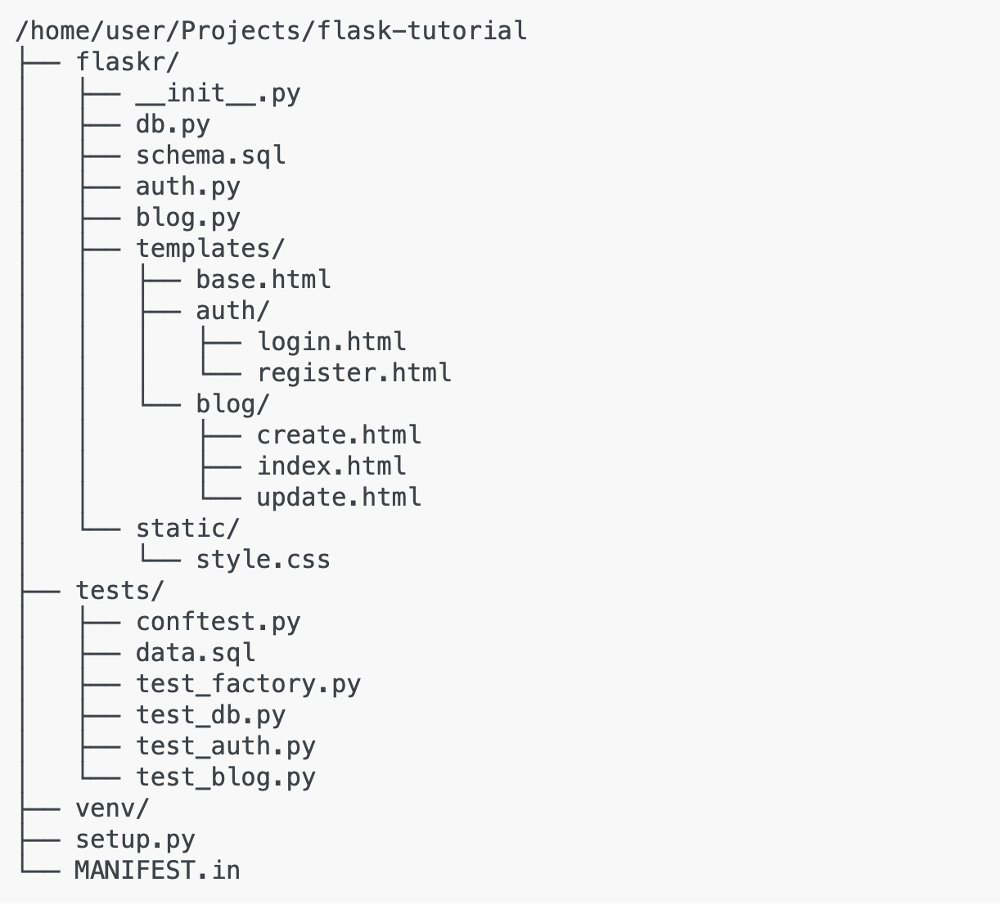 /home/user/Projects/flask-tutorial
├── flaskr/
│   ├── __init__.py
│   ├── db.py
│   ├── schema.sql
│   ├── auth.py
│   ├── blog.py
│   ├── templates/
│   │   ├── base.html
│   │   ├── auth/
│   │   │   ├── login.html
│   │   │   └── register.html
│   │   └── blog/
│   │       ├── create.html
│   │       ├── index.html
│   │       └── update.html
│   └── static/
│       └── style.css
├── tests/
│   ├── conftest.py
│   ├── data.sql
│   ├── test_factory.py
│   ├── test_db.py
│   ├── test_auth.py
│   └── test_blog.py
├── venv/
├── setup.py
└── MANIFEST.in